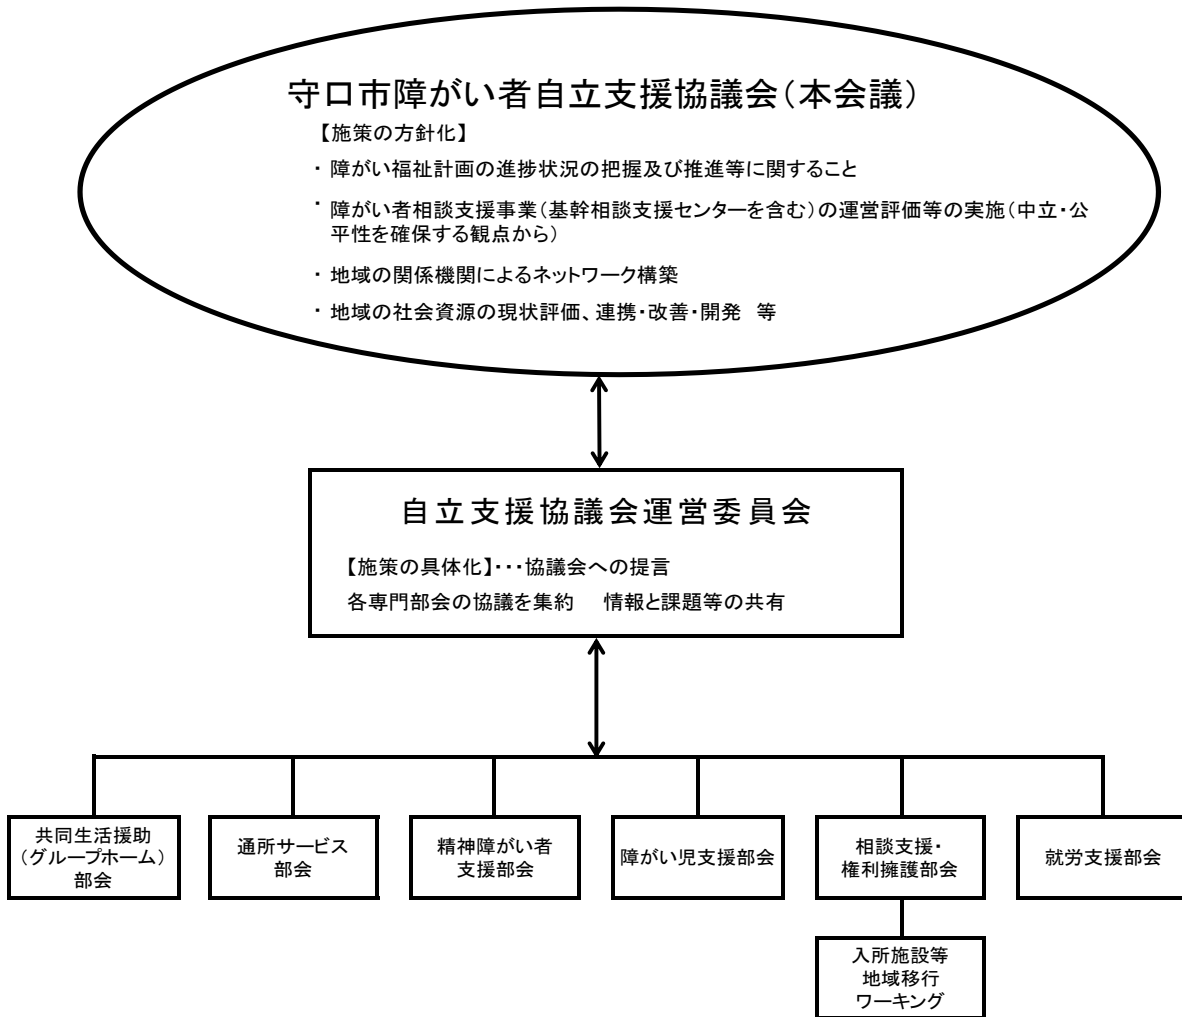 守口市障がい者自立支援協議会(本会議)
【施策の方針化】
・ 障がい福祉計画の進捗状況の把握及び推進等に関すること
・ 障がい者相談支援事業(基幹相談支援センターを含む)の運営評価等の実施(中立・公
平性を確保する観点から)
・ 地域の関係機関によるネットワーク構築
・ 地域の社会資源の現状評価、連携・改善・開発　等
自立支援協議会運営委員会
【施策の具体化】・・・協議会への提言
各専門部会の協議を集約　情報と課題等の共有
共同生活援助
(グループホーム)
部会
通所サービス
部会
精神障がい者
支援部会
障がい児支援部会
相談支援・
権利擁護部会
就労支援部会
入所施設等
地域移行
ワーキング